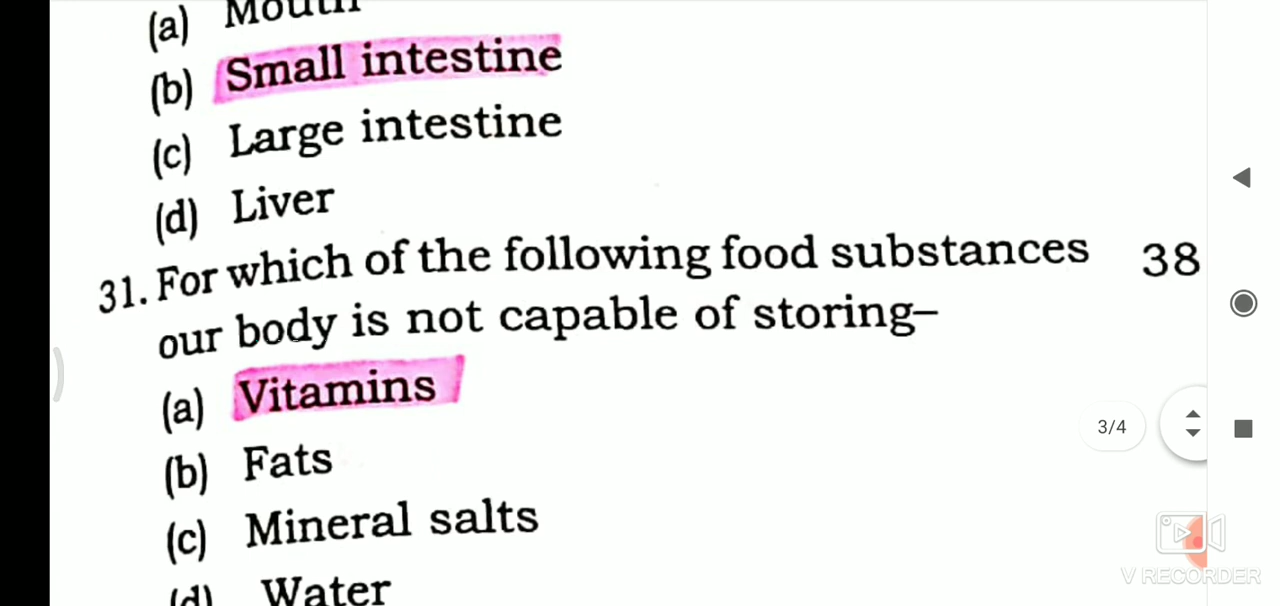 (a) Mouth
(b) Small intestine
(c) Large intestine
(d) Liver
31. For which of the following food substances
our body is not capable of storing–
(a) Vitamins
(b) Fats
(c) Mineral salts
(d) Water
38
3/4
V RECORDER